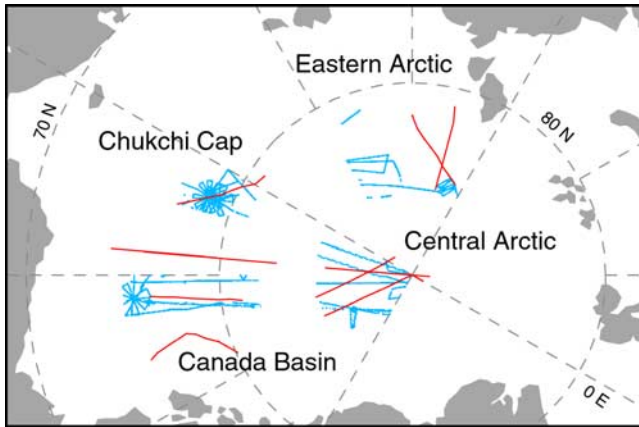 Eastern Arctic
70 N
80 N
Chukchi Cap
Central Arctic
Canada Basin
0 E